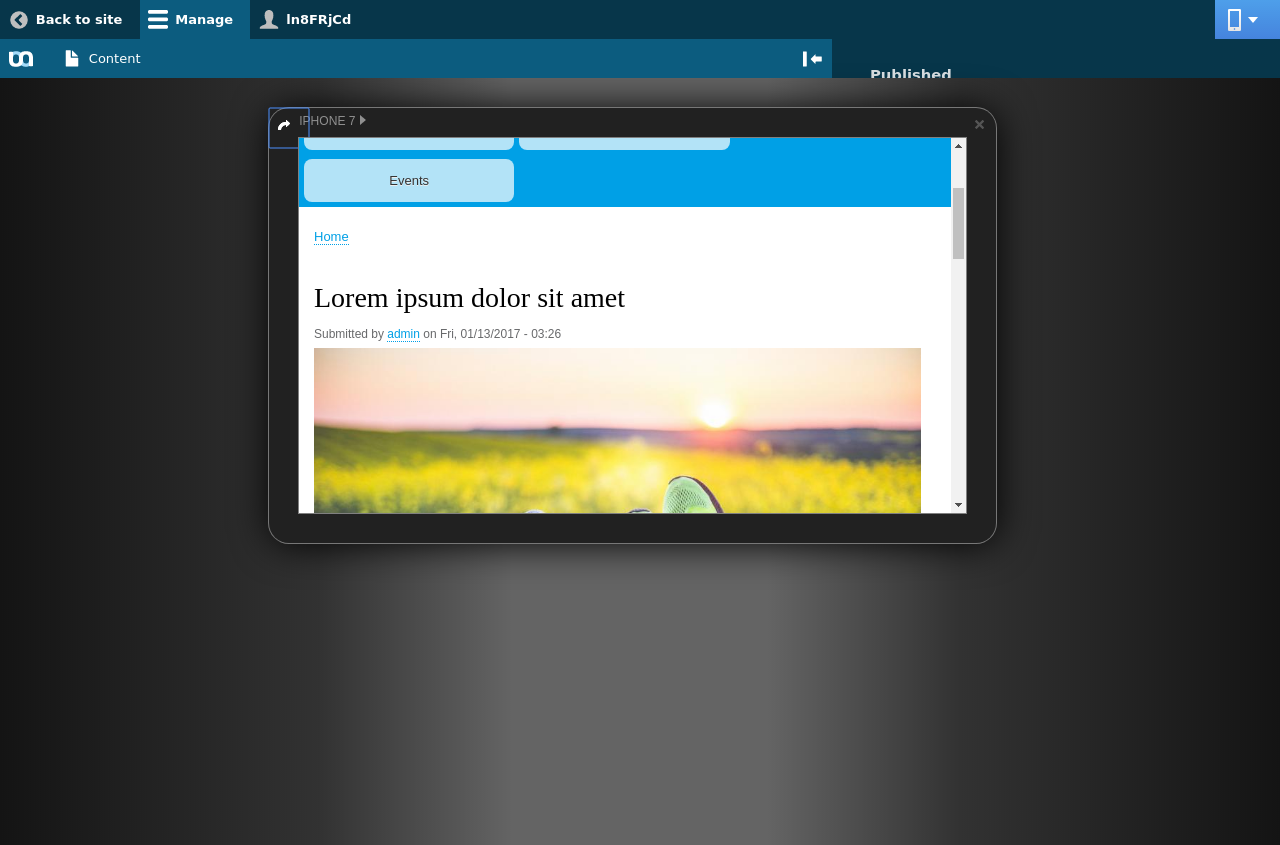 Back to site
Manage
ln8FRjCd
Content
Published
IPHONE 7
Events
Home
Lorem ipsum dolor sit amet
Submitted by admin on Fri, 01/13/2017 - 03:26